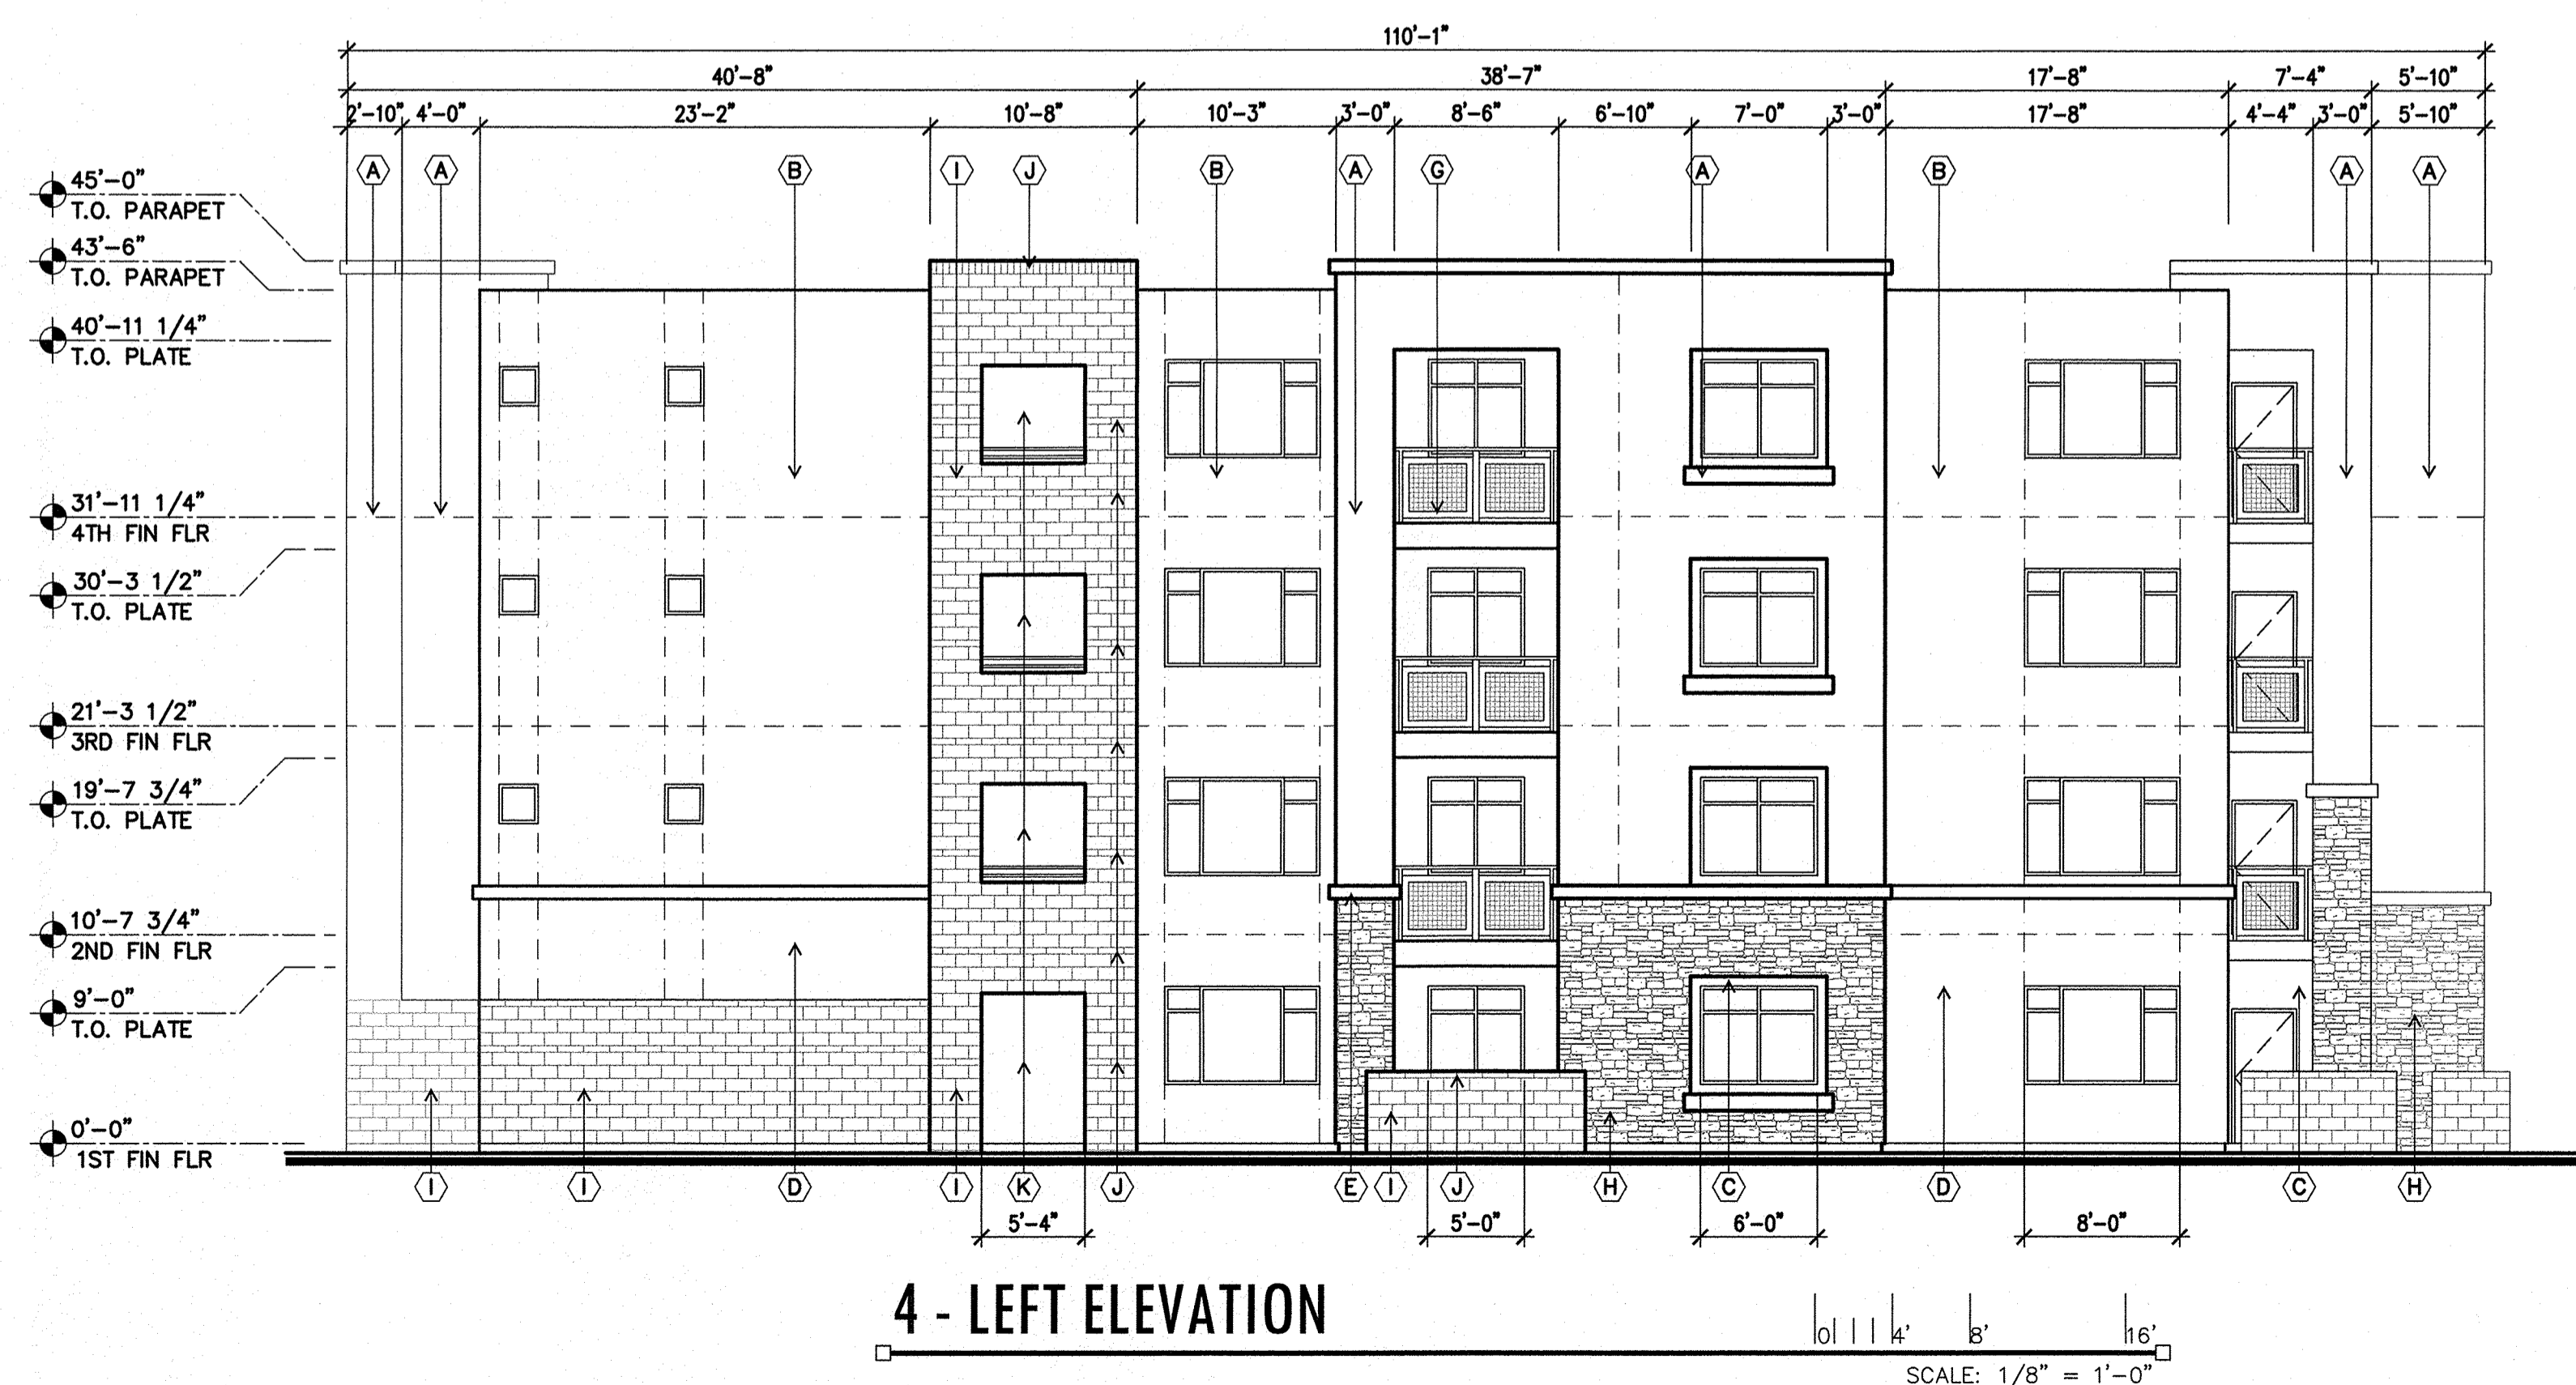 110'-1"
40'-8" 38'-7" 17'-8" 7'-4" 5'-10"
2'-10" 4'-0" 23'-2" 10'-8" 10'-3" 3'-0" 8'-6" 6'-10" 7'-0" 3'-0" 17'-8" 4'-4" 3'-0" 5'-10"
A A B I J B A G A B A A
45'-0"
T.O. PARAPET
43'-6"
T.O. PARAPET
40'-11 1/4"
T.O. PLATE
31'-11 1/4"
4TH FIN FLR
30'-3 1/2"
T.O. PLATE
21'-3 1/2"
3RD FIN FLR
19'-7 3/4"
T.O. PLATE
10'-7 3/4"
2ND FIN FLR
9'-0"
T.O. PLATE
0'-0"
1ST FIN FLR
I I D I K J E I J H C D C H
5'-4" 5'-0" 6'-0" 8'-0"
4 - LEFT ELEVATION
0 4' 8' 16'
SCALE: 1/8" = 1'-0"